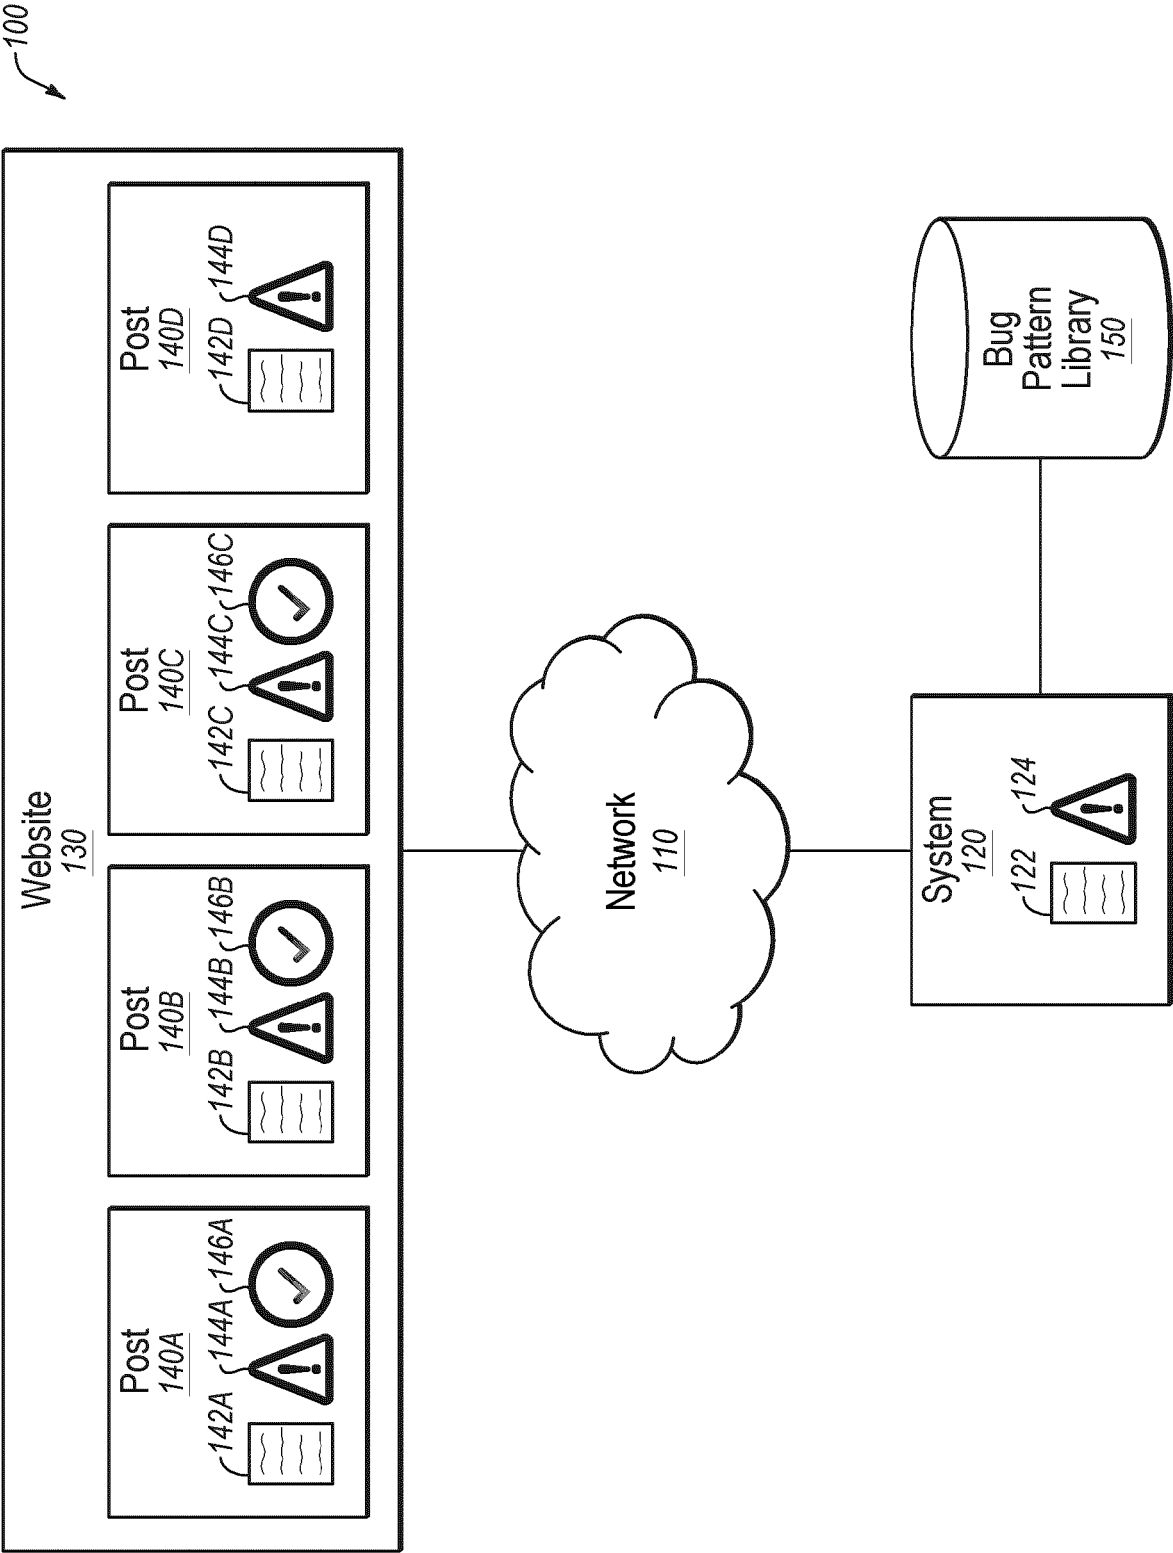 100
Website
130
Post
140A
142A
144A
146A
Post
140B
142B
144B
146B
Post
140C
142C
144C
146C
Post
140D
142D
144D
Network
110
System
120
122
124
Bug
Pattern
Library
150